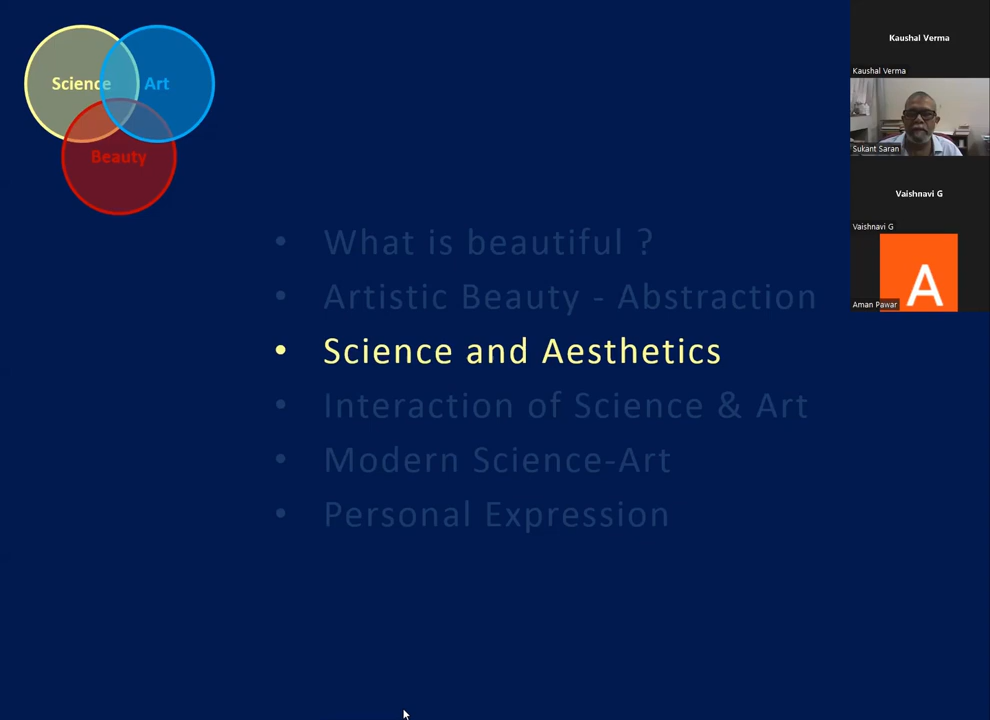 Science
Art
Beauty
• What is beautiful ?
• Artistic Beauty - Abstraction
• Science and Aesthetics
• Interaction of Science & Art
• Modern Science-Art
• Personal Expression
Kaushal Verma
Kaushal Verma
Sukant Saran
Vaishnavi G
Vaishnavi G
A
Aman Pawar